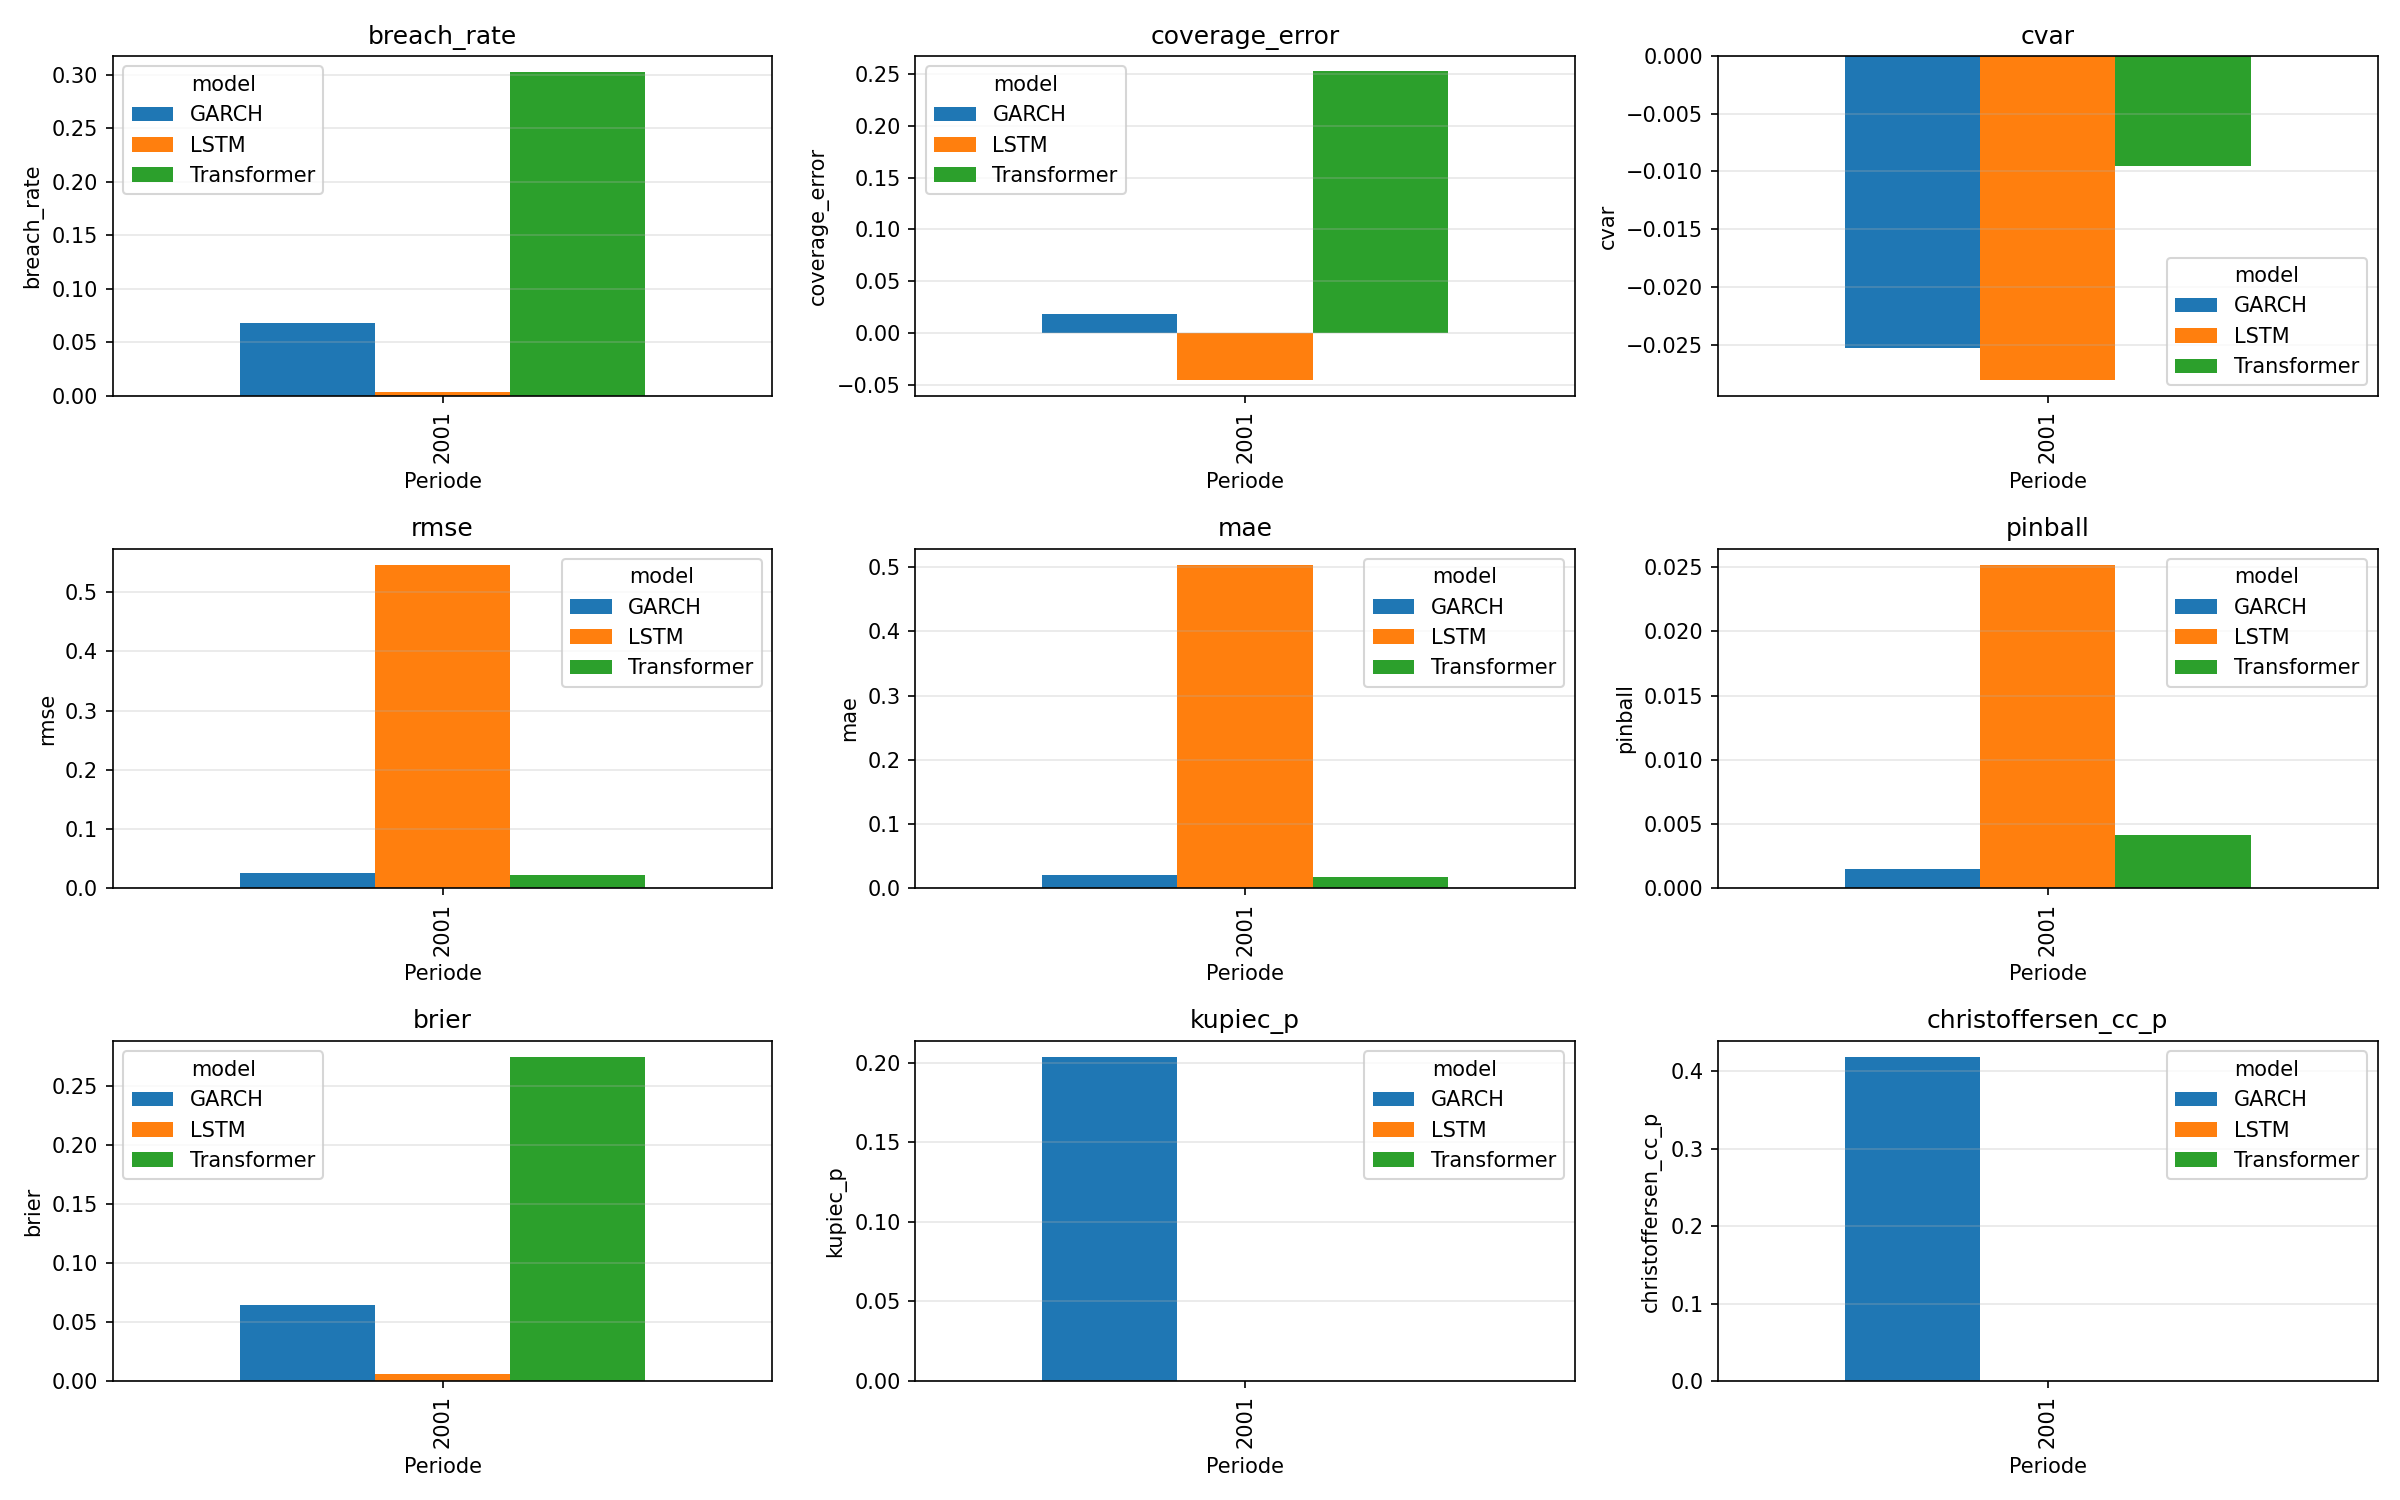 breach_rate
breach_rate
0.30
0.25
0.20
0.15
0.10
0.05
0.00
model
GARCH
LSTM
Transformer
2001
Periode
coverage_error
coverage_error
0.25
0.20
0.15
0.10
0.05
0.00
−0.05
model
GARCH
LSTM
Transformer
2001
Periode
cvar
cvar
0.000
−0.005
−0.010
−0.015
−0.020
−0.025
model
GARCH
LSTM
Transformer
2001
Periode
rmse
rmse
0.5
0.4
0.3
0.2
0.1
0.0
model
GARCH
LSTM
Transformer
2001
Periode
mae
mae
0.5
0.4
0.3
0.2
0.1
0.0
model
GARCH
LSTM
Transformer
2001
Periode
pinball
pinball
0.025
0.020
0.015
0.010
0.005
0.000
model
GARCH
LSTM
Transformer
2001
Periode
brier
brier
0.25
0.20
0.15
0.10
0.05
0.00
model
GARCH
LSTM
Transformer
2001
Periode
kupiec_p
kupiec_p
0.20
0.15
0.10
0.05
0.00
model
GARCH
LSTM
Transformer
2001
Periode
christoffersen_cc_p
christoffersen_cc_p
0.4
0.3
0.2
0.1
0.0
model
GARCH
LSTM
Transformer
2001
Periode